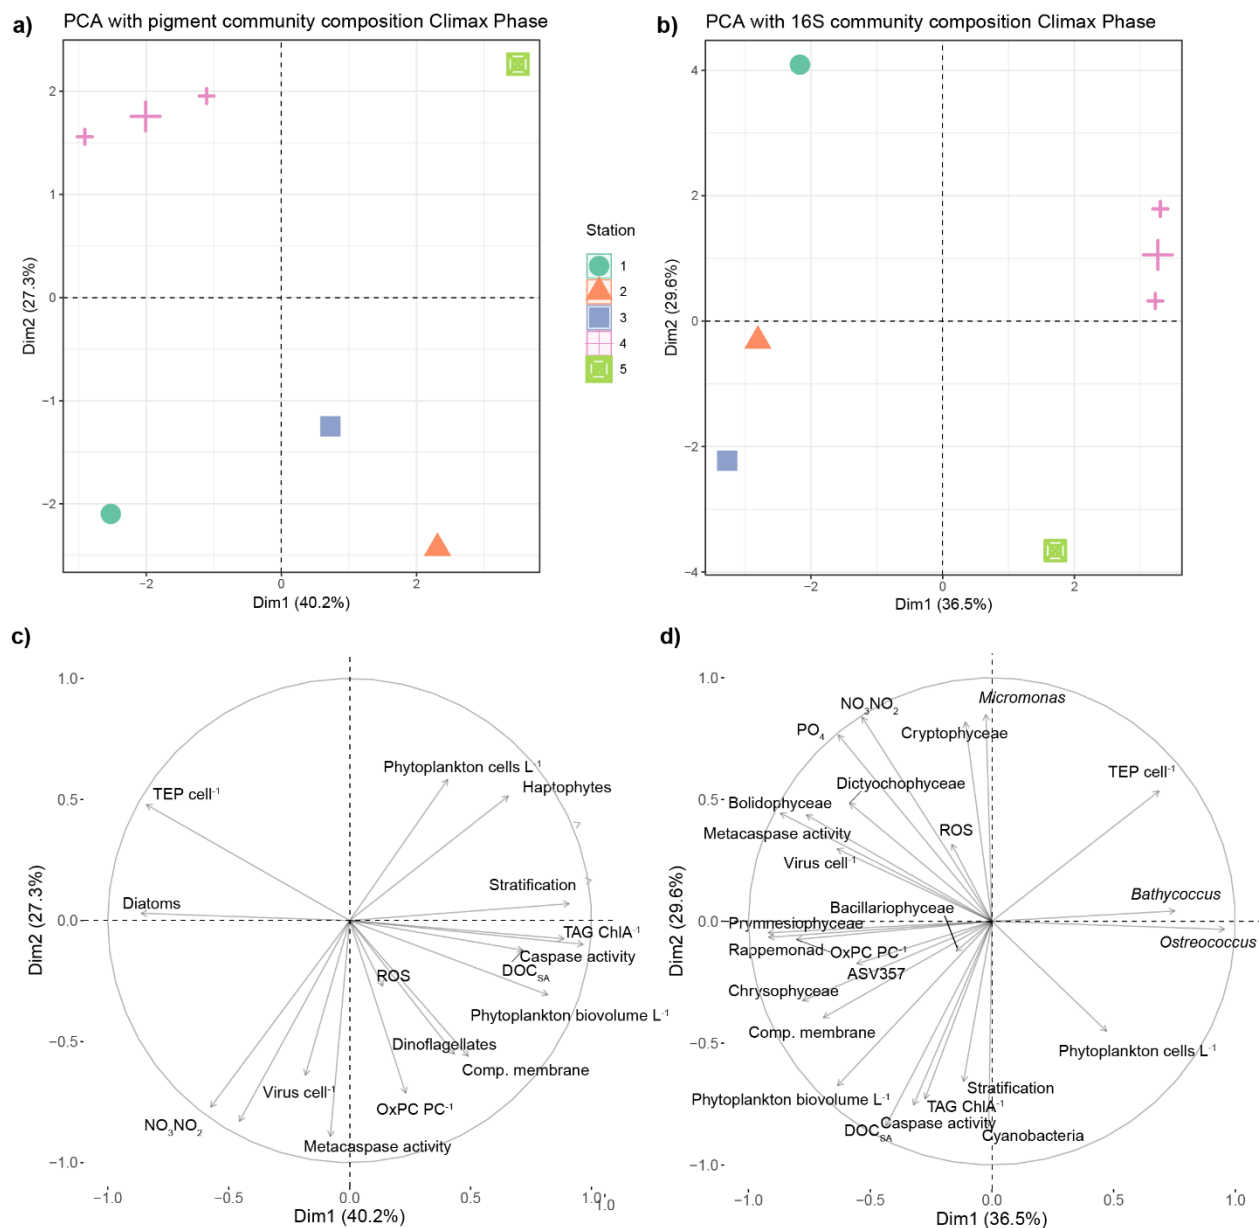 a) PCA with pigment community composition Climax Phase
2
1
0
−1
−2
Dim2 (27.3%)
−2
0
2
Dim1 (40.2%)
Station
1
2
3
4
5
b) PCA with 16S community composition Climax Phase
4
2
0
−2
−4
Dim2 (29.6%)
−2
0
2
Dim1 (36.5%)
c)
1.0
0.5
0.0
−0.5
−1.0
Dim2 (27.3%)
Phytoplankton cells L⁻¹
Haptophytes
TEP cell⁻¹
Stratification
Diatoms
TAG ChlA⁻¹
Caspase activity
DOC_SA
ROS
Phytoplankton biovolume L⁻¹
Dinoflagellates
Comp. membrane
Virus cell⁻¹
OxPC PC⁻¹
NO₃NO₂
Metacaspase activity
−1.0
−0.5
0.0
0.5
1.0
1.0
Dim1 (40.2%)
d)
1.0
0.5
0.0
−0.5
−1.0
Dim2 (29.6%)
NO₃NO₂
Micromonas
PO₄
Cryptophyceae
TEP cell⁻¹
Dictyochophyceae
Bolidophyceae
Metacaspase activity
ROS
Virus cell⁻¹
Bathycoccus
Bacillariophyceae
Prymnesiophyceae
Ostreococcus
Rappemonad
OxPC PC⁻¹
ASV357
Chrysophyceae
Comp. membrane
Phytoplankton cells L⁻¹
Stratification
Phytoplankton biovolume L⁻¹
TAG ChlA⁻¹
Caspase activity
DOC_SA
Cyanobacteria
−1.0
−0.5
0.0
0.5
1.0
Dim1 (36.5%)